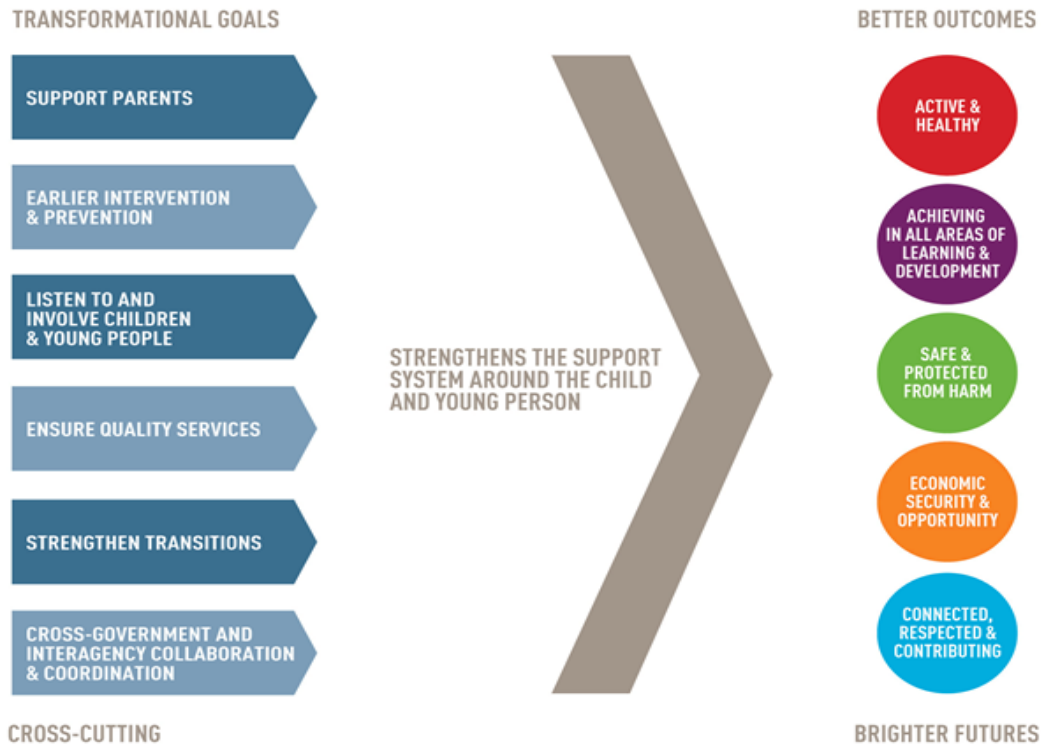 TRANSFORMATIONAL GOALS
SUPPORT PARENTS
EARLIER INTERVENTION
& PREVENTION
LISTEN TO AND
INVOLVE CHILDREN
& YOUNG PEOPLE
ENSURE QUALITY SERVICES
STRENGTHEN TRANSITIONS
CROSS-GOVERNMENT AND
INTERAGENCY COLLABORATION
& COORDINATION
CROSS-CUTTING
STRENGTHENS THE SUPPORT
SYSTEM AROUND THE CHILD
AND YOUNG PERSON
BETTER OUTCOMES
ACTIVE &
HEALTHY
ACHIEVING
IN ALL AREAS OF
LEARNING &
DEVELOPMENT
SAFE &
PROTECTED
FROM HARM
ECONOMIC
SECURITY &
OPPORTUNITY
CONNECTED,
RESPECTED &
CONTRIBUTING
BRIGHTER FUTURES